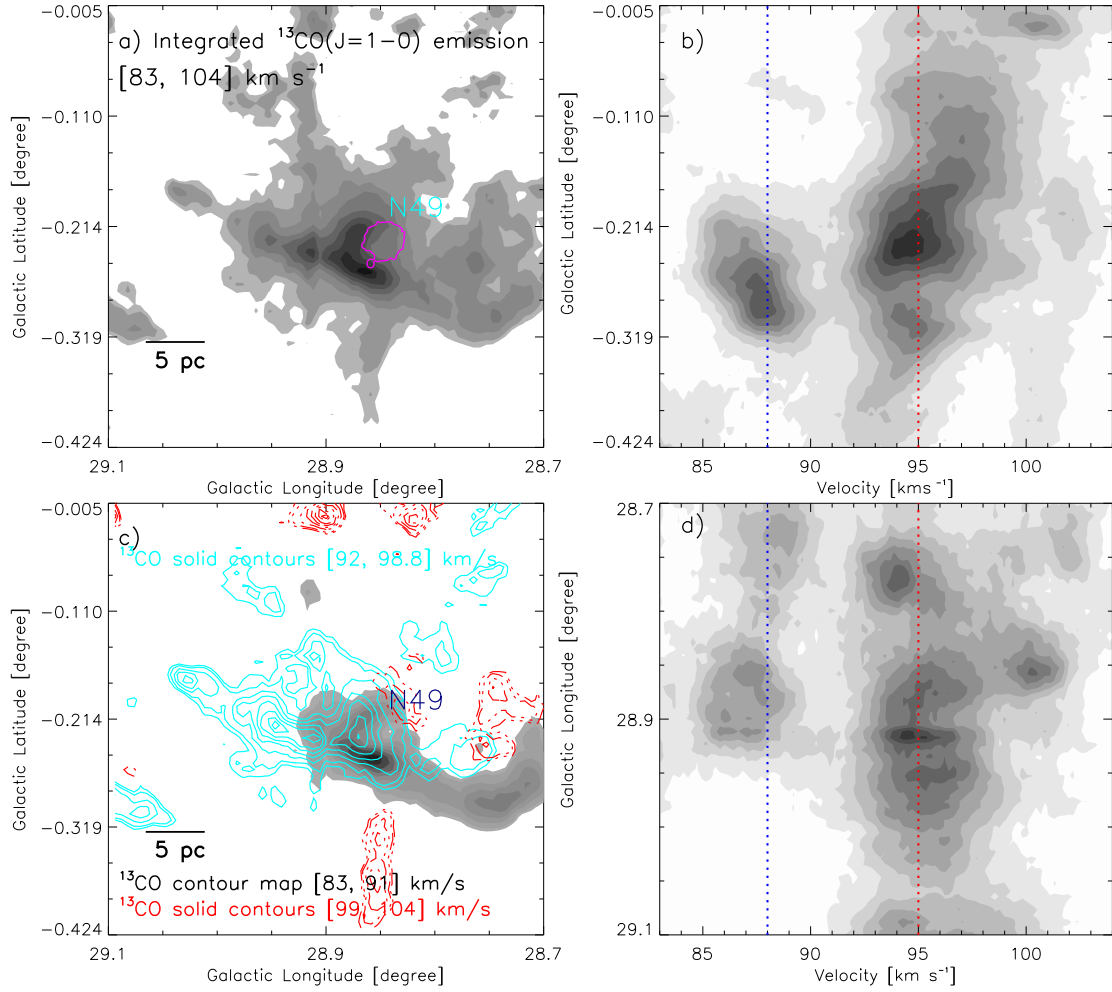 a) Integrated ¹³CO(J=1−0) emission
[83, 104] km s⁻¹
N49
5 pc
−0.005
−0.110
−0.214
−0.319
−0.424
Galactic Latitude [degree]
29.1
28.9
28.7
Galactic Longitude [degree]
b)
−0.005
−0.110
−0.214
−0.319
−0.424
Galactic Latitude [degree]
85
90
95
100
Velocity [kms⁻¹]
c)
¹³CO solid contours [92, 98.8] km/s
N49
5 pc
¹³CO contour map [83, 91] km/s
¹³CO solid contours [99, 104] km/s
−0.005
−0.110
−0.214
−0.319
−0.424
Galactic Latitude [degree]
29.1
28.9
28.7
Galactic Longitude [degree]
d)
28.7
28.9
29.1
Galactic Longitude [degree]
85
90
95
100
Velocity [km s⁻¹]